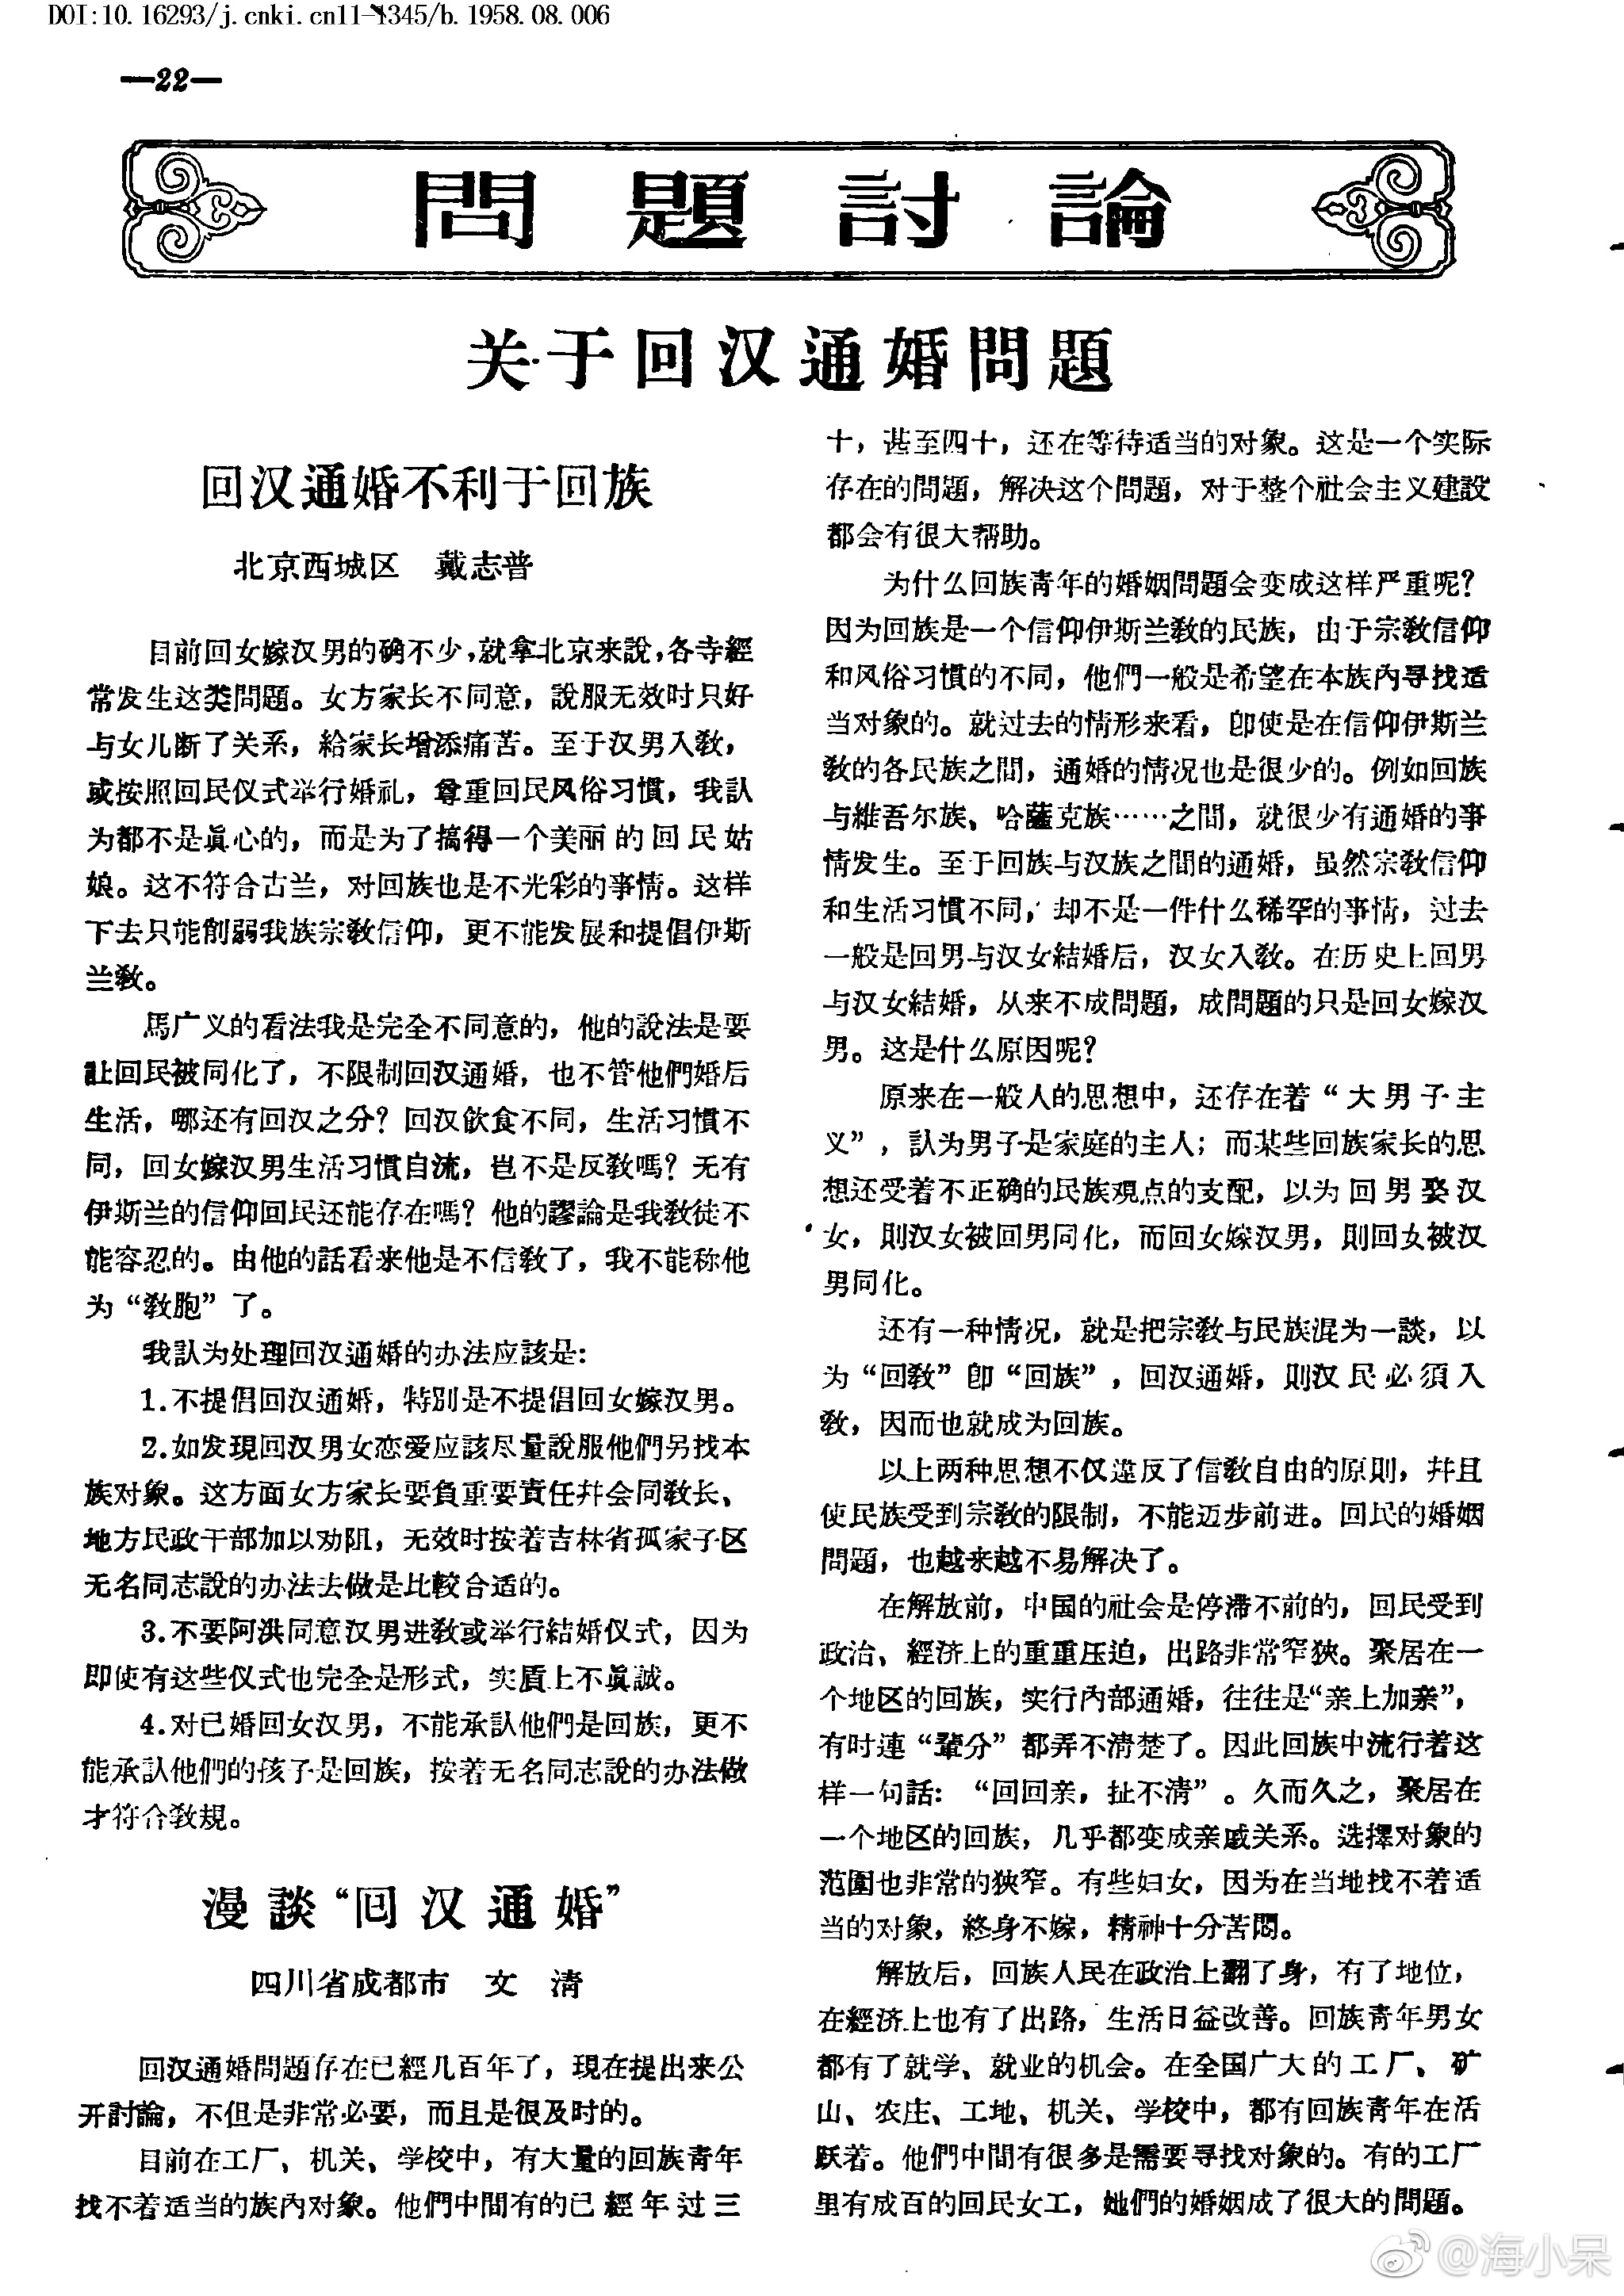 DOI:10.16293/j.cnki.cn11-1345/b.1958.08.006
—22—
問題討論
关于回汉通婚問題
回汉通婚不利于回族
北京西城区 戴志普
目前回女嫁汉男的确不少，就拿北京来說，各寺經
常发生这类問題。女方家长不同意，說服无效时只好
与女儿断了关系，給家长增添痛苦。至于汉男入敎，
或按照回民仪式举行婚礼，尊重回民风俗习慣，我訊
为都不是眞心的，而是为了搞得一个美丽的回民姑
娘。这不符合古兰，对回族也是不光彩的事情。这样
下去只能削弱我族宗敎信仰，更不能发展和提倡伊斯
兰敎。
馬广义的看法我是完全不同意的，他的說法是要
訌回民被同化了，不限制回汉通婚，也不管他們婚后
生活，哪还有回汉之分？回汉飲食不同，生活习慣不
同，回女嫁汉男生活习慣自流，岂不是反敎嗎？无有
伊斯兰的信仰回民还能存在嗎？他的謬論是我敎徒不
能容忍的。由他的話看来他是不信敎了，我不能称他
为“敎胞”了。
我訊为处理回汉通婚的办法应該是：
1.不提倡回汉通婚，特別是不提倡回女嫁汉男。
2.如发現回汉男女恋爱应該尽量說服他們另找本
族对象。这方面女方家长要負重要責任幷会同敎长、
地方民政干部加以劝阻，无效时按着吉林省孤家子区
无名同志說的办法去做是比較合适的。
3.不要阿洪同意汉男进敎或举行結婚仪式，因为
即使有这些仪式也完全是形式，实貭上不眞誠。
4.对已婚回女汉男，不能承訊他們是回族，更不
能承訊他們的孩子是回族，按着无名同志說的办法做
才符合敎規。
漫談“回汉通婚”
四川省成都市 文 清
回汉通婚問題存在已經几百年了，現在提出来公
开討論，不但是非常必要，而且是很及时的。
目前在工厂、机关、学校中，有大量的回族青年
找不着适当的族內对象。他們中間有的已經年过三
十，甚至四十，还在等待适当的对象。这是一个实际
存在的問題，解决这个問題，对于整个社会主义建設
都会有很大帮助。
为什么回族青年的婚姻問題会变成这样严重呢？
因为回族是一个信仰伊斯兰敎的民族，由于宗敎信仰
和风俗习慣的不同，他們一般是希望在本族內寻找适
当对象的。就过去的情形来看，卽使是在信仰伊斯兰
敎的各民族之間，通婚的情况也是很少的。例如回族
与維吾尔族、哈薩克族……之間，就很少有通婚的事
情发生。至于回族与汉族之間的通婚，虽然宗敎信仰
和生活习慣不同，却不是一件什么稀罕的事情，过去
一般是回男与汉女結婚后，汉女入敎。在历史上回男
与汉女結婚，从来不成問題，成問題的只是回女嫁汉
男。这是什么原因呢？
原来在一般人的思想中，还存在着“大男子主
义”，訊为男子是家庭的主人；而某些回族家长的思
想还受着不正确的民族观点的支配，以为回男娶汉
女，則汉女被回男同化，而回女嫁汉男，則回女被汉
男同化。
还有一种情况，就是把宗敎与民族混为一談，以
为“回敎”卽“回族”，回汉通婚，則汉民必須入
敎，因而也就成为回族。
以上两种思想不仅违反了信敎自由的原則，幷且
使民族受到宗敎的限制，不能迈步前进。回民的婚姻
問題，也越来越不易解决了。
在解放前，中国的社会是停滯不前的，回民受到
政治、經济上的重重压迫，出路非常窄狹。聚居在一
个地区的回族，实行內部通婚，往往是“亲上加亲”，
有时連“輩分”都弄不清楚了。因此回族中流行着这
样一句話：“回回亲，扯不清”。久而久之，聚居在
一个地区的回族，几乎都变成亲戚关系。选择对象的
范圍也非常的狹窄。有些妇女，因为在当地找不着适
当的对象，終身不嫁，精神十分苦悶。
解放后，回族人民在政治上翻了身，有了地位，
在經济上也有了出路，生活日益改善。回族青年男女
都有了就学、就业的机会。在全国广大的工厂、矿
山、农庄、工地、机关、学校中，都有回族青年在活
跃着。他們中間有很多是需要寻找对象的。有的工厂
里有成百的回民女工，她們的婚姻成了很大的問題。
@海小呆